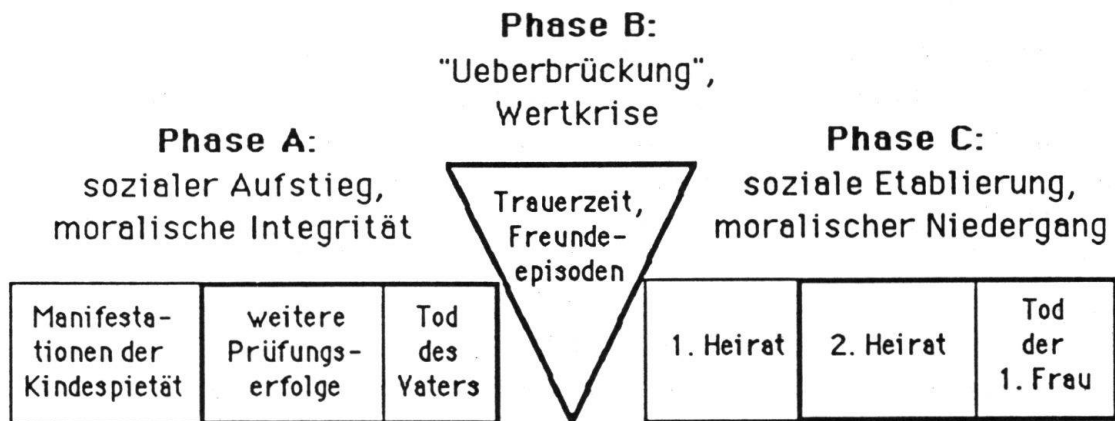 Phase B:
"Ueberbrückung",
Wertkrise
Phase A:
sozialer Aufstieg,
moralische Integrität
Phase C:
soziale Etablierung,
moralischer Niedergang
Trauerzeit,
Freunde-
episoden
Manifesta-
tionen der
Kindespietät
weitere
Prüfungs-
erfolge
Tod
des
Vaters
1. Heirat
2. Heirat
Tod
der
1. Frau